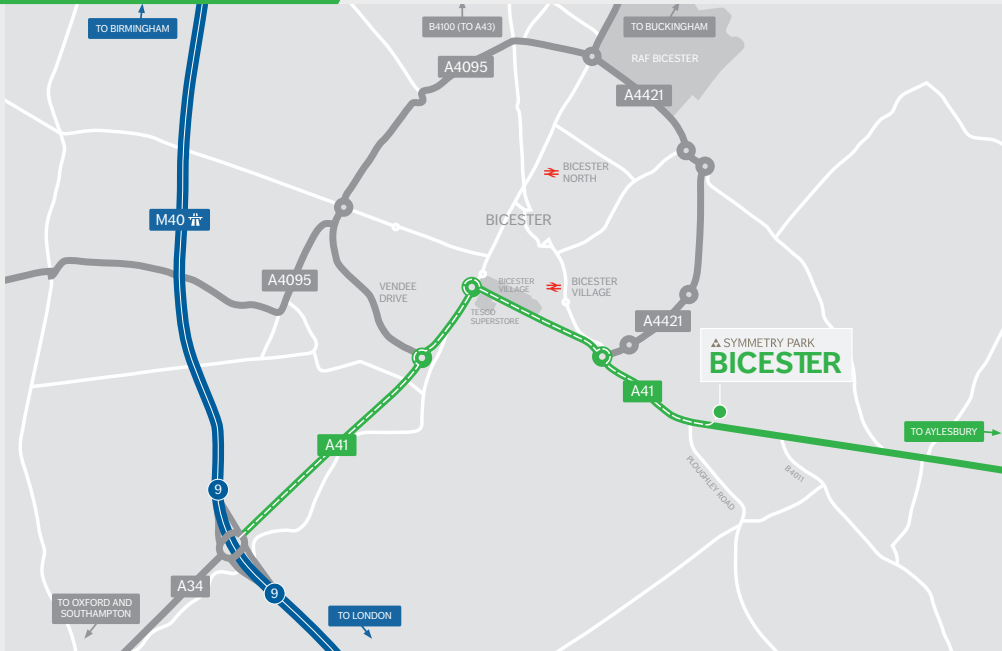 TO BIRMINGHAM
B4100 (TO A43)
TO BUCKINGHAM
RAF BICESTER
A4095
A4421
BICESTER
NORTH
M40
BICESTER
A4095
VENDEE
DRIVE
BICESTER
VILLAGE
BICESTER
VILLAGE
TESCO
SUPERSTORE
A4421
SYMMETRY PARK
BICESTER
A41
TO AYLESBURY
A41
PLOUGHLEY ROAD
B4011
9
A34
9
TO OXFORD AND
SOUTHAMPTON
TO LONDON